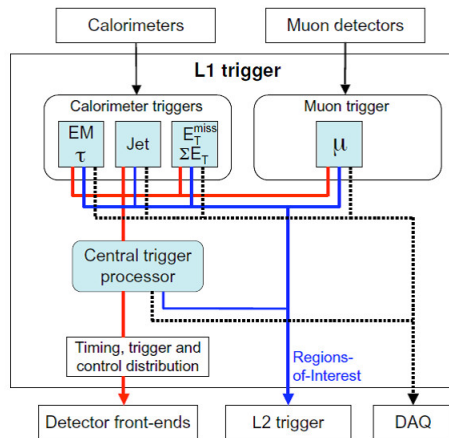 Calorimeters
Muon detectors
L1 trigger
Calorimeter triggers
Muon trigger
EM
τ
Jet
E_T^miss
ΣE_T
μ
Central trigger
processor
Timing, trigger and
control distribution
Regions-
of-Interest
Detector front-ends
L2 trigger
DAQ